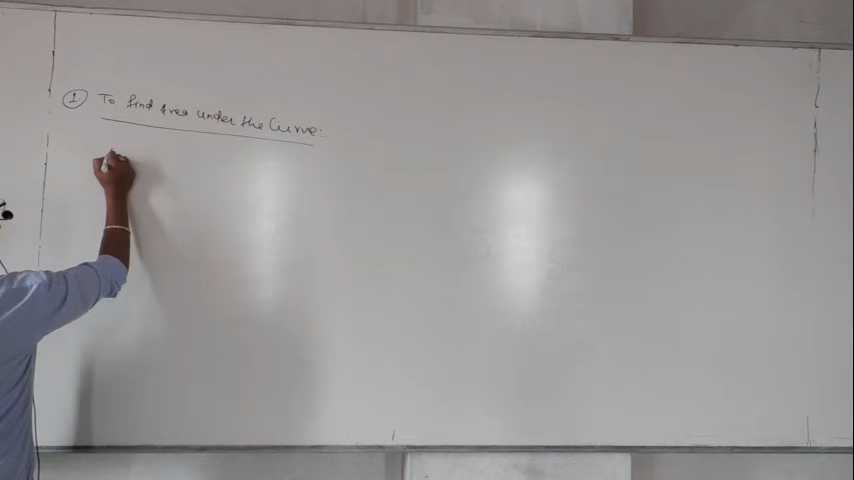 ① To find Area under the Curve:.